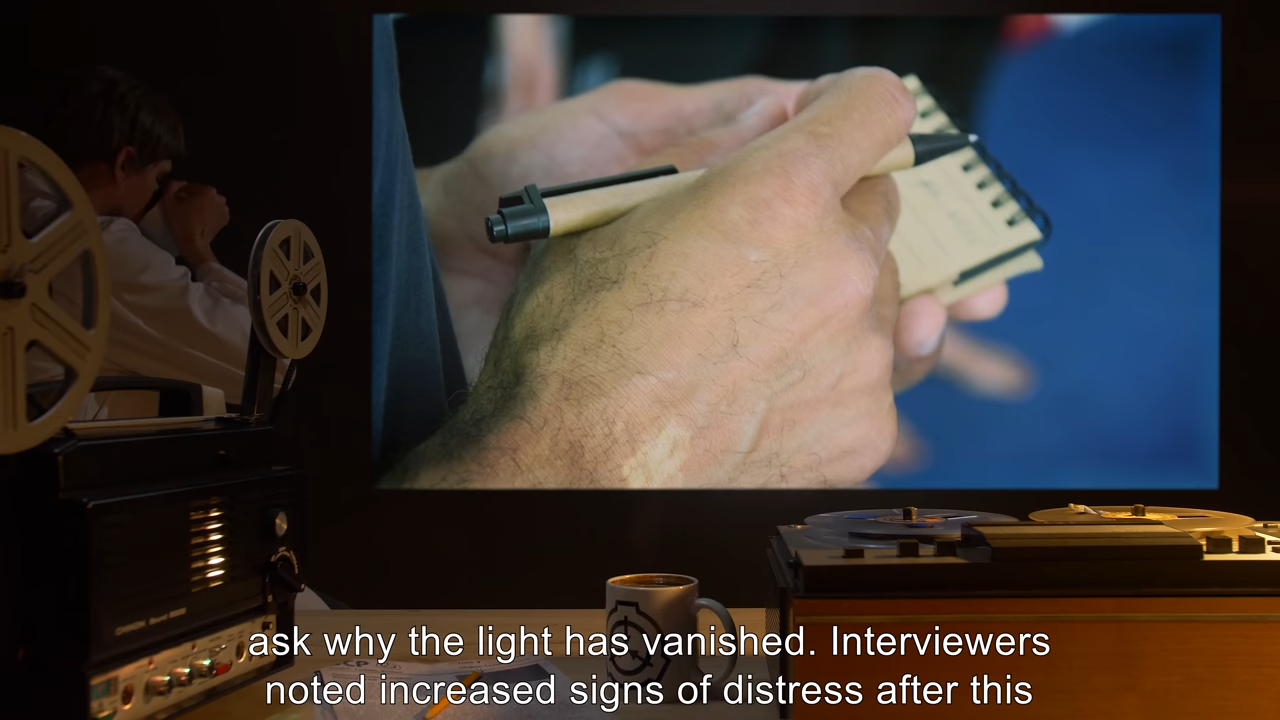 ask why the light has vanished. Interviewers
noted increased signs of distress after this